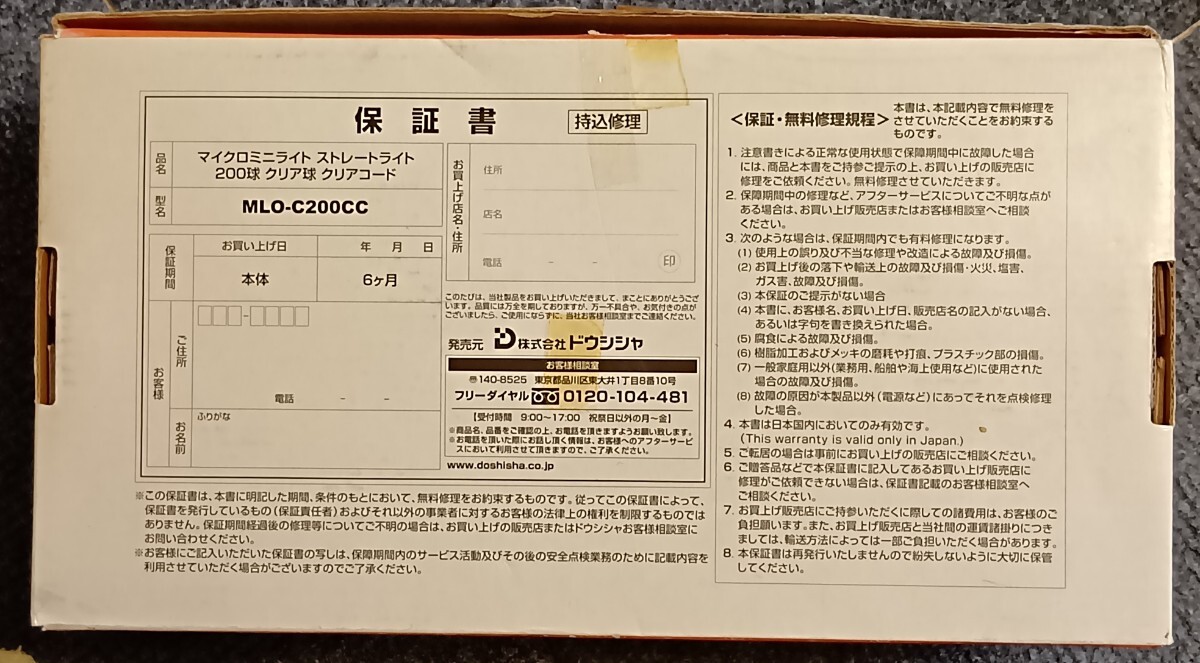 保証書
持込修理
品名
マイクロミニライト ストレートライト
200球 クリア球 クリアコード
型名
MLO-C200CC
お買上げ店名・住所
住所
店名
電話 － －
印
保証期間
お買い上げ日
年 月 日
本体
6ヶ月
お客様
ご住所
電話 － －
お名前
ふりがな
このたびは、当社製品をお買い上げいただきまして、まことにありがとうござ
います。品質には万全を期しておりますが、万一不具合や、お気付きの点が
ございましたら、ご使用にならずに、当社お客様相談室までご連絡ください。
発売元 株式会社ドウシシャ
お客様相談室
〒140-8525 東京都品川区東大井1丁目8番10号
フリーダイヤル 0120-104-481
【受付時間 9:00〜17:00 祝祭日以外の月〜金】
※商品名、品番をご確認の上、お電話を頂きますようお願い致します。
※お電話を頂いた際にお話し頂く情報は、お客様へのアフターサービ
スにおいて利用させて頂きますので、ご了承ください。
www.doshisha.co.jp
※この保証書は、本書に明記した期間、条件のもとにおいて、無料修理をお約束するものです。従ってこの保証書によって、
保証書を発行しているもの（保証責任者）およびそれ以外の事業者に対するお客様の法律上の権利を制限するものでは
ありません。保証期間経過後の修理等についてご不明の場合は、お買い上げの販売店またはドウシシャお客様相談室に
お問い合わせください。
※お客様にご記入いただいた保証書の写しは、保障期間内のサービス活動及びその後の安全点検業務のために記載内容を
利用させていただく場合がございますのでご了承ください。
＜保証・無料修理規程＞
本書は、本記載内容で無料修理を
させていただくことをお約束する
ものです。
1. 注意書きによる正常な使用状態で保障期間中に故障した場合
には、商品と本書をご持参ご提示の上、お買い上げの販売店に
修理をご依頼ください。無料修理させていただきます。
2. 保障期間中の修理など、アフターサービスについてご不明な点が
ある場合は、お買い上げ販売店またはお客様相談室へご相談
ください。
3. 次のような場合は、保障期間内でも有料修理になります。
(1) 使用上の誤り及び不当な修理や改造による故障及び損傷。
(2) お買上げ後の落下や輸送上の故障及び損傷・火災、塩害、
ガス害、故障及び損傷。
(3) 本保証のご提示がない場合
(4) 本書に、お客様名、お買い上げ日、販売店名の記入がない場合、
あるいは字句を書き換えられた場合。
(5) 腐食による故障及び損傷。
(6) 樹脂加工およびメッキの磨耗や打痕、プラスチック部の損傷。
(7) 一般家庭用以外（業務用、船舶や海上使用など）に使用された
場合の故障及び損傷。
(8) 故障の原因が本製品以外（電源など）にあってそれを点検修理
した場合。
4. 本書は日本国内においてのみ有効です。
(This warranty is valid only in Japan.)
5. ご転居の場合は事前にお買い上げの販売店にご相談ください。
6. ご贈答品などで本保証書に記入してあるお買い上げ販売店に
修理がご依頼できない場合は、保証書記載のお客様相談室へ
ご相談ください。
7. お買上げ販売店にご持参いただくに際しての諸費用は、お客様のご
負担願います。また、お買上げ販売店と当社間の運賃諸掛りにつき
ましては、輸送方法によっては一部ご負担いただく場合があります。
8. 本保証書は再発行いたしませんので紛失しないように大切に保管
してください。